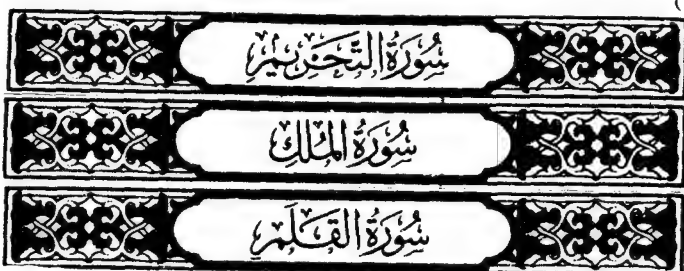 سُورَةُ التَّحْرِيمِ
سُورَةُ المُلْكِ
سُورَةُ القَلَمِ